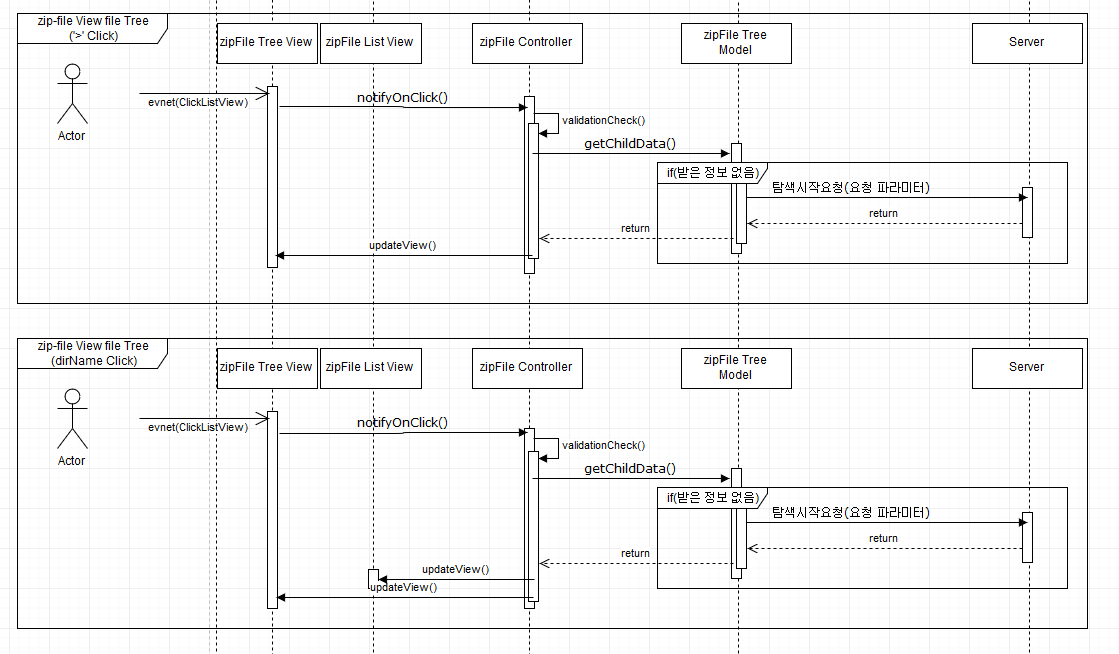 zip-file View file Tree
('>' Click)
zipFile Tree View
zipFile List View
zipFile Controller
zipFile Tree
Model
Server
Actor
evnet(ClickListView)
notifyOnClick()
validationCheck()
getChildData()
if(받은 정보 없음)
탐색시작요청(요청 파라미터)
return
return
updateView()
zip-file View file Tree
(dirName Click)
zipFile Tree View
zipFile List View
zipFile Controller
zipFile Tree
Model
Server
Actor
evnet(ClickListView)
notifyOnClick()
validationCheck()
getChildData()
if(받은 정보 없음)
탐색시작요청(요청 파라미터)
return
return
updateView()
updateView()